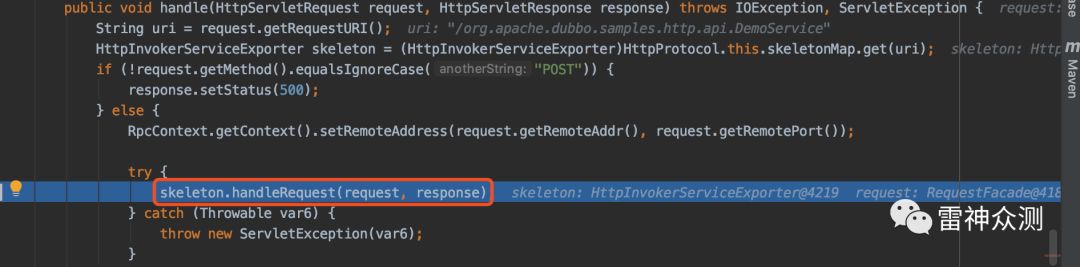 public void handle(HttpServletRequest request, HttpServletResponse response) throws IOException, ServletException {  request:
String uri = request.getRequestURI();  uri: "/org.apache.dubbo.samples.http.api.DemoService"
HttpInvokerServiceExporter skeleton = (HttpInvokerServiceExporter)HttpProtocol.this.skeletonMap.get(uri);  skeleton: Http
if (!request.getMethod().equalsIgnoreCase( anotherString: "POST")) {
response.setStatus(500);
} else {
RpcContext.getContext().setRemoteAddress(request.getRemoteAddr(), request.getRemotePort());
try {
skeleton.handleRequest(request, response)  skeleton: HttpInvokerServiceExporter@4219  request: RequestFacade@418
} catch (Throwable var6) {
throw new ServletException(var6);
}
m Maven
雷神众测